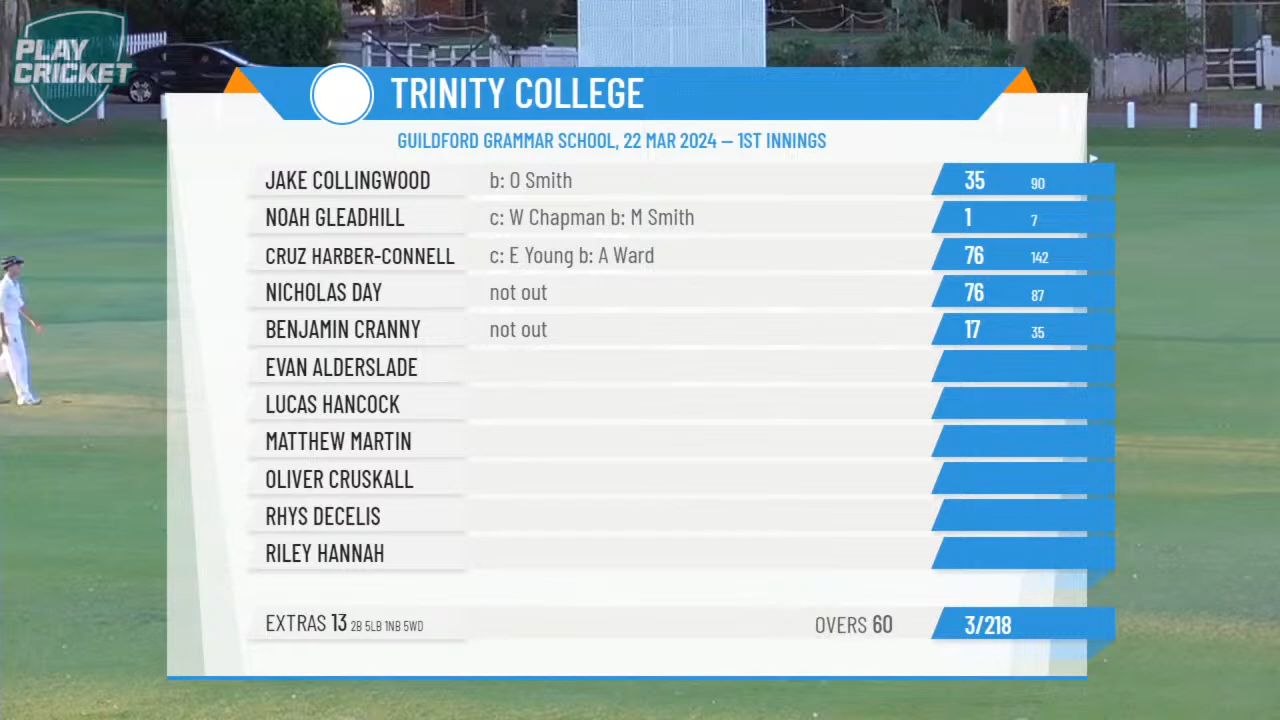 PLAY
CRICKET
TRINITY COLLEGE
GUILDFORD GRAMMAR SCHOOL, 22 MAR 2024 – 1ST INNINGS
JAKE COLLINGWOOD b: O Smith 35 90
NOAH GLEADHILL c: W Chapman b: M Smith 1 7
CRUZ HARBER-CONNELL c: E Young b: A Ward 76 142
NICHOLAS DAY not out 76 87
BENJAMIN CRANNY not out 17 35
EVAN ALDERSLADE
LUCAS HANCOCK
MATTHEW MARTIN
OLIVER CRUSKALL
RHYS DECELIS
RILEY HANNAH
EXTRAS 13 2B 5LB 1NB 5WD OVERS 60 3/218